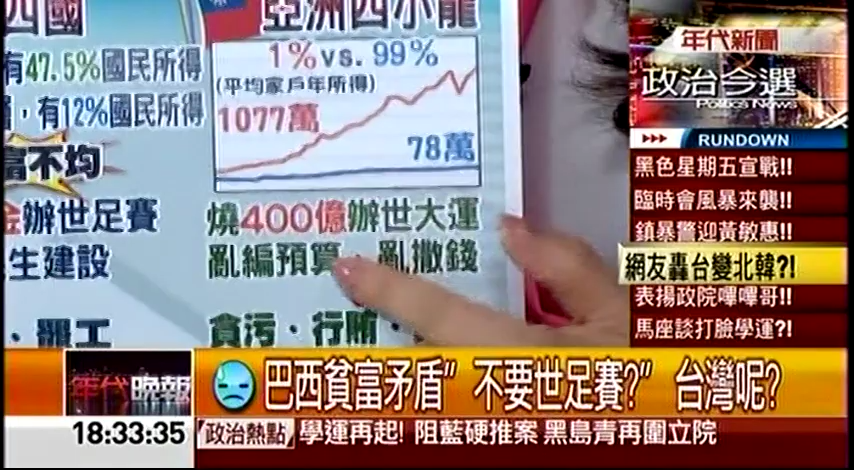 四國
有47.5%國民所得
，有12%國民所得
富不均
辦世足賽
生建設
、罷工
亞洲四小龍
1% vs. 99%
(平均家戶年所得)
1077萬
78萬
燒400億辦世大運
亂編預算、亂撒錢
貪污、行賄、
年代新聞
政治今選
Politics News
RUNDOWN
黑色星期五宣戰!!
臨時會風暴來襲!!
鎮暴警迎黃敏惠!!
網友轟台變北韓?!
表揚政院嗶嗶哥!!
馬座談打臉學運?!
年代晚報
巴西貧富矛盾" 不要世足賽?" 台灣呢?
18:33:35
政治熱點
學運再起! 阻藍硬推案 黑島青再圍立院